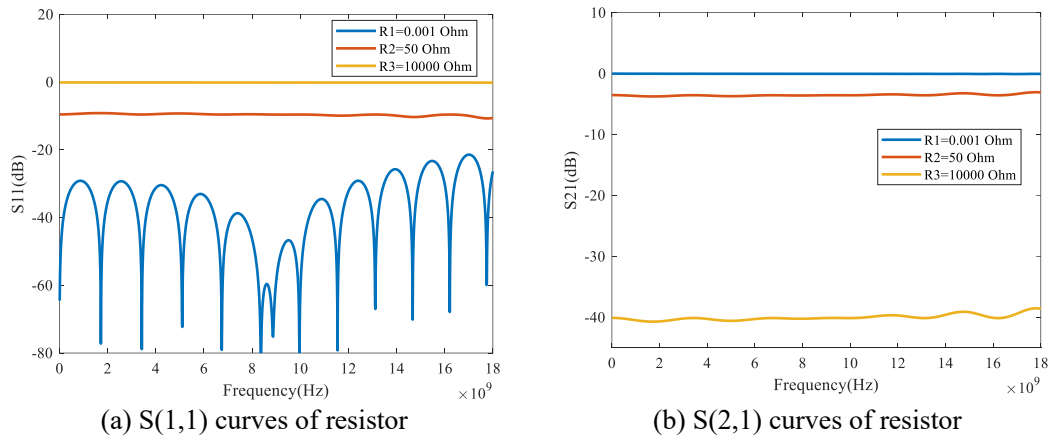 20
0
-20
-40
-60
-80
S11(dB)
R1=0.001 Ohm
R2=50 Ohm
R3=10000 Ohm
0 2 4 6 8 10 12 14 16 18
Frequency(Hz)
×10⁹
(a) S(1,1) curves of resistor
10
0
-10
-20
-30
-40
S21(dB)
R1=0.001 Ohm
R2=50 Ohm
R3=10000 Ohm
0 2 4 6 8 10 12 14 16 18
Frequency(Hz)
×10⁹
(b) S(2,1) curves of resistor